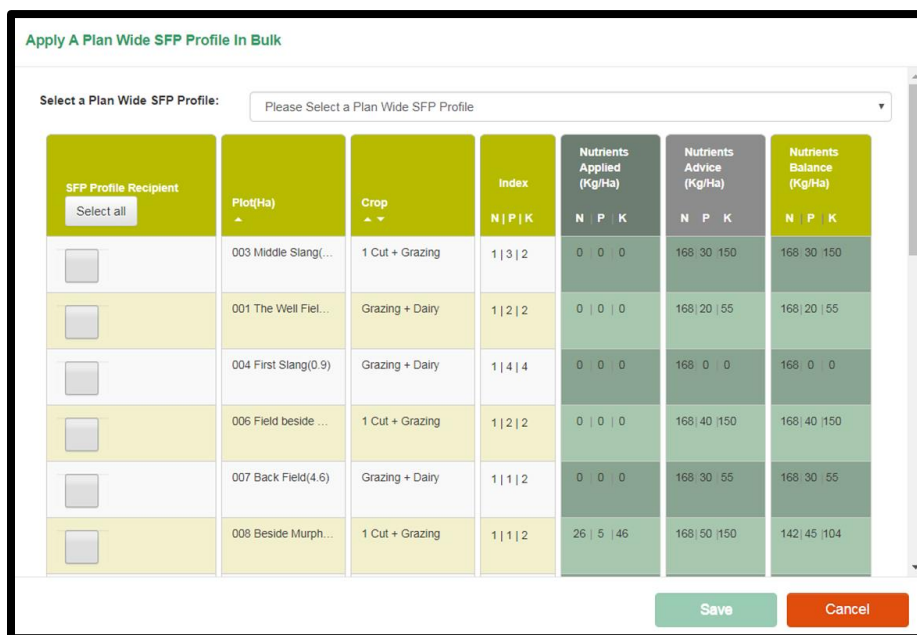 Apply A Plan Wide SFP Profile In Bulk
Select a Plan Wide SFP Profile: Please Select a Plan Wide SFP Profile
SFP Profile Recipient Select all Plot(Ha) Crop Index N | P | K Nutrients Applied (Kg/Ha) N | P | K Nutrients Advice (Kg/Ha) N P K Nutrients Balance (Kg/Ha) N | P | K
003 Middle Slang(... 1 Cut + Grazing 1 | 3 | 2 0 | 0 | 0 168| 30 |150 168| 30 |150
001 The Well Fiel... Grazing + Dairy 1 | 2 | 2 0 | 0 | 0 168| 20 | 55 168| 20 | 55
004 First Slang(0.9) Grazing + Dairy 1 | 4 | 4 0 | 0 | 0 168| 0 | 0 168| 0 | 0
006 Field beside ... 1 Cut + Grazing 1 | 2 | 2 0 | 0 | 0 168| 40 |150 168| 40 |150
007 Back Field(4.6) Grazing + Dairy 1 | 1 | 2 0 | 0 | 0 168| 30 | 55 168| 30 | 55
008 Beside Murph... 1 Cut + Grazing 1 | 1 | 2 26 | 5 | 46 168| 50 |150 142| 45 |104
Save Cancel